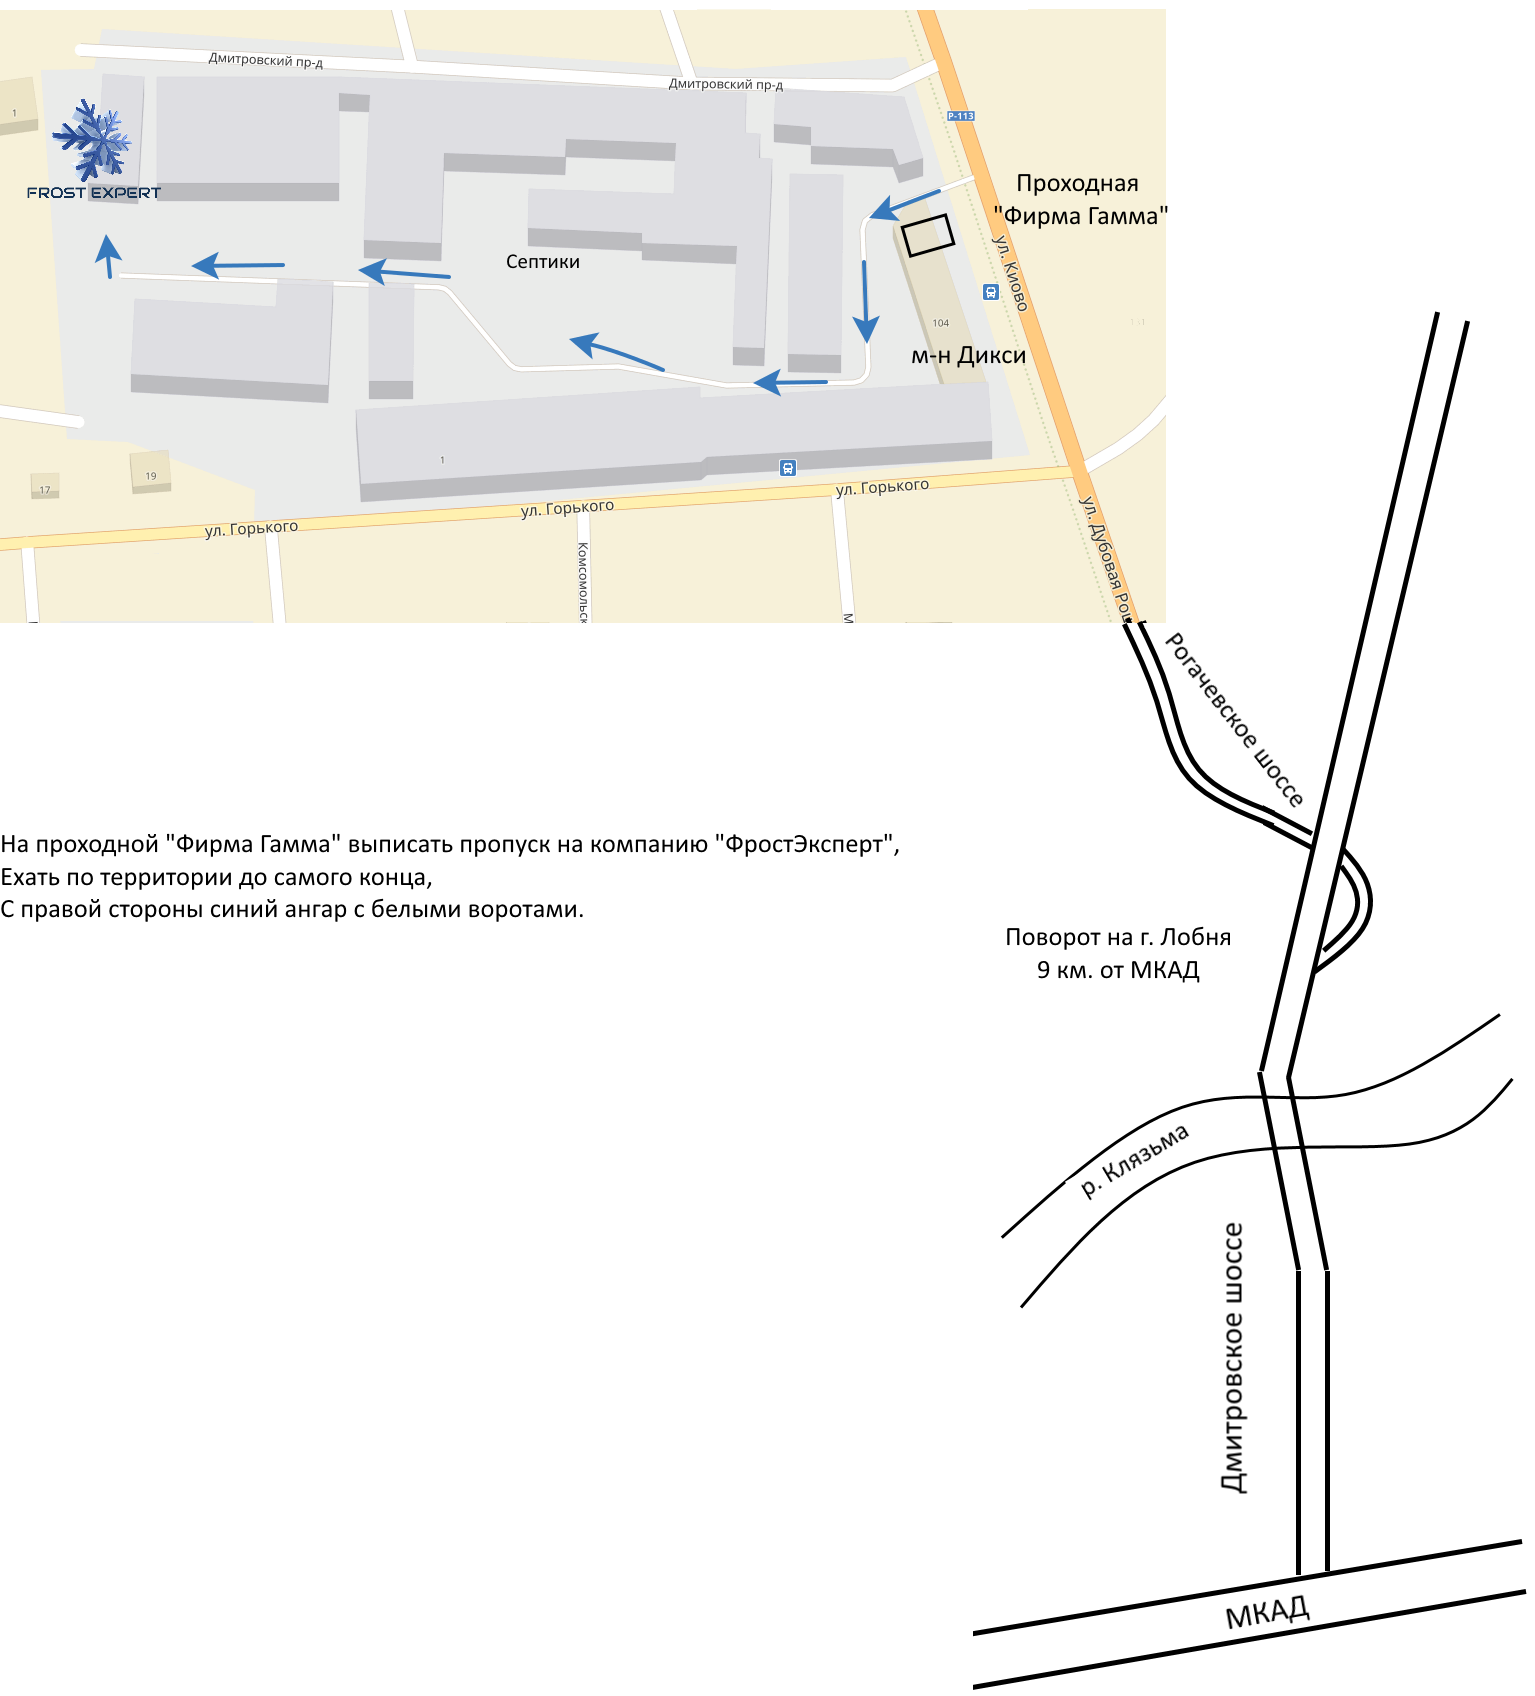 Дмитровский пр-д
Дмитровский пр-д
1
P-113
FROST EXPERT
Проходная
"Фирма Гамма"
ул. Киово
Септики
104
м-н Дикси
1
19
17
ул. Горького
ул. Горького
ул. Горького
Комсомольск
М
ул. Дубовая Рощ
Рогачевское шоссе
На проходной "Фирма Гамма" выписать пропуск на компанию "ФростЭксперт",
Ехать по территории до самого конца,
С правой стороны синий ангар с белыми воротами.
Поворот на г. Лобня
9 км. от МКАД
р. Клязьма
Дмитровское шоссе
МКАД